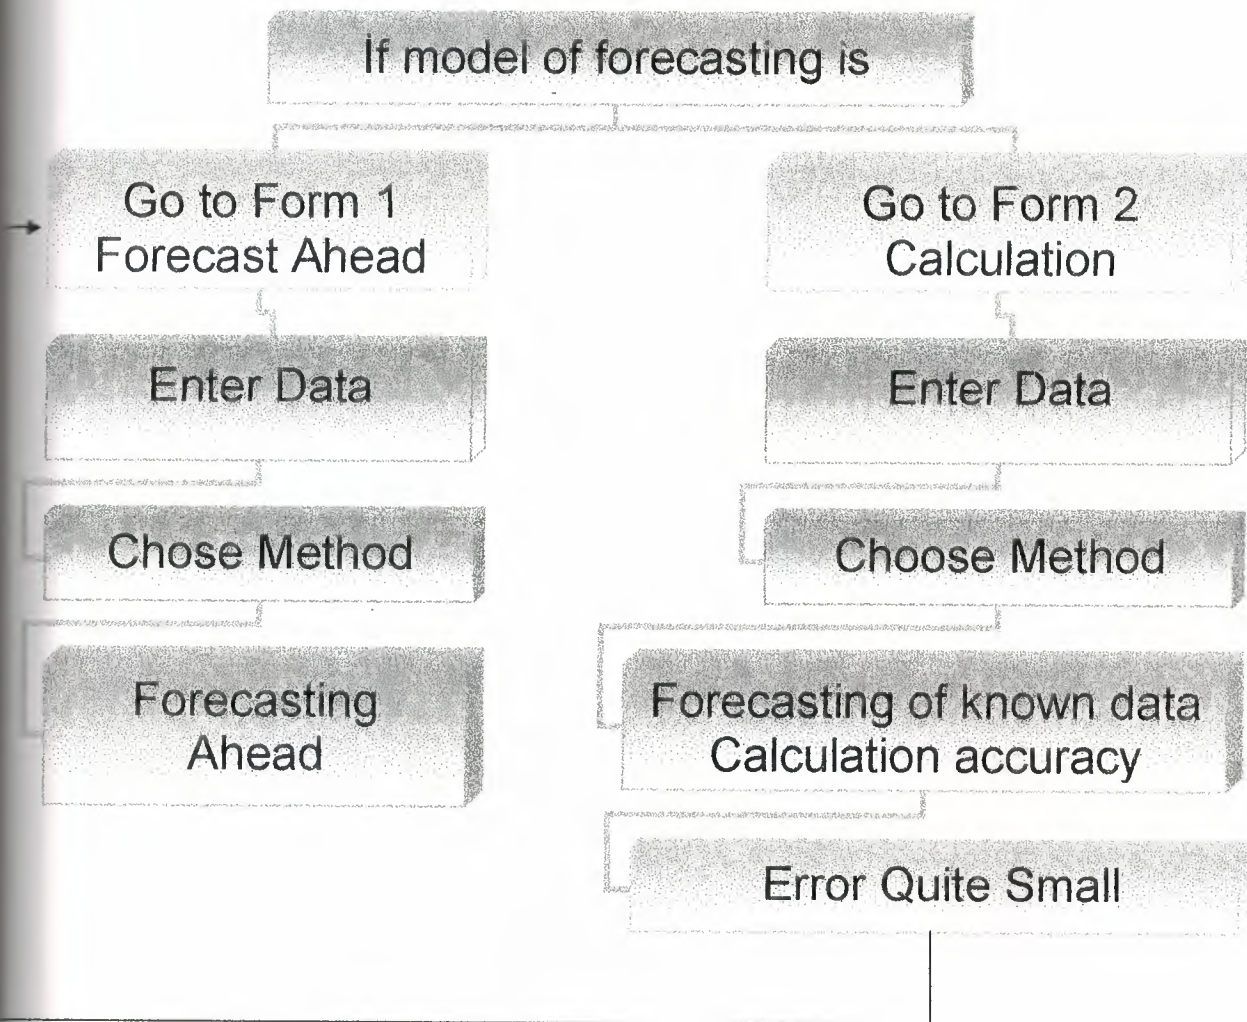 If model of forecasting is
Go to Form 1
Forecast Ahead
Enter Data
Chose Method
Forecasting
Ahead
Go to Form 2
Calculation
Enter Data
Choose Method
Forecasting of known data
Calculation accuracy
Error Quite Small